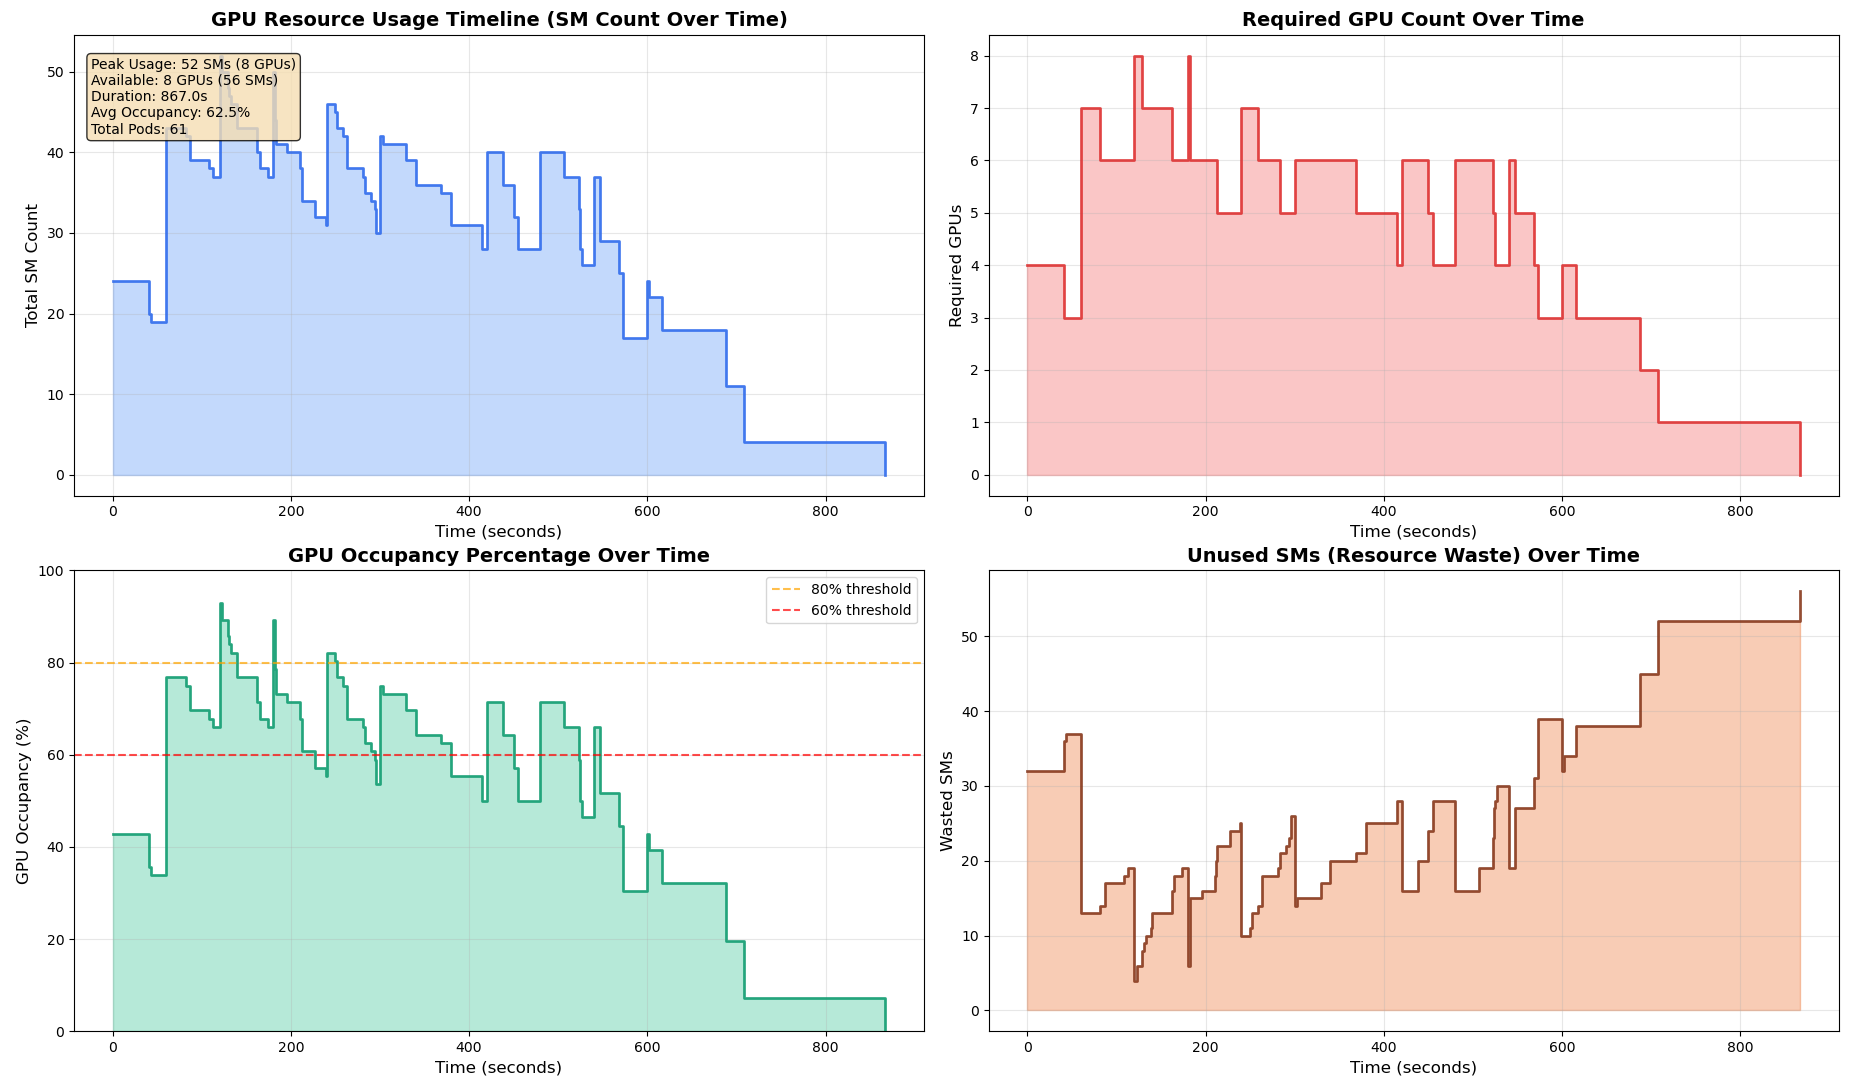 GPU Resource Usage Timeline (SM Count Over Time)
Peak Usage: 52 SMs (8 GPUs)
Available: 8 GPUs (56 SMs)
Duration: 867.0s
Avg Occupancy: 62.5%
Total Pods: 61
Total SM Count
50
40
30
20
10
0
0 200 400 600 800
Time (seconds)
Required GPU Count Over Time
Required GPUs
8
7
6
5
4
3
2
1
0
0 200 400 600 800
Time (seconds)
GPU Occupancy Percentage Over Time
80% threshold
60% threshold
GPU Occupancy (%)
100
80
60
40
20
0
0 200 400 600 800
Time (seconds)
Unused SMs (Resource Waste) Over Time
Wasted SMs
50
40
30
20
10
0
0 200 400 600 800
Time (seconds)